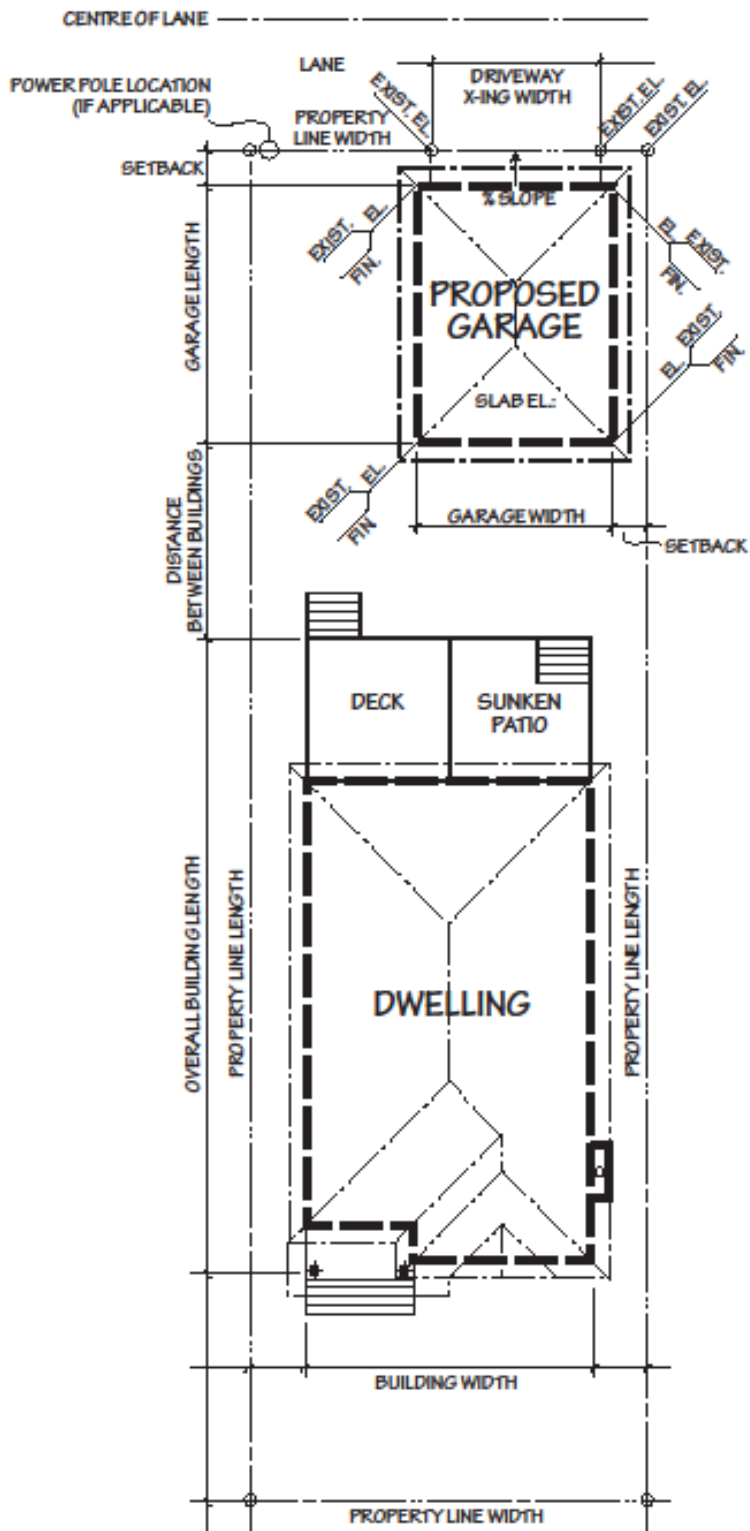 CENTRE OF LANE
LANE
POWER POLE LOCATION
(IF APPLICABLE)
EXIST. EL.
DRIVEWAY
X-ING WIDTH
EXIST. EL.
EXIST. EL.
PROPERTY
LINE WIDTH
SETBACK
% SLOPE
EXIST. EL.
FIN.
EL. EXIST.
FIN.
GARAGE LENGTH
PROPOSED
GARAGE
EL. EXIST.
FIN.
SLAB EL.:
EXIST. EL.
FIN.
GARAGE WIDTH
SETBACK
DISTANCE
BETWEEN BUILDINGS
DECK
SUNKEN
PATIO
OVERALL BUILDING LENGTH
PROPERTY LINE LENGTH
DWELLING
PROPERTY LINE LENGTH
BUILDING WIDTH
PROPERTY LINE WIDTH